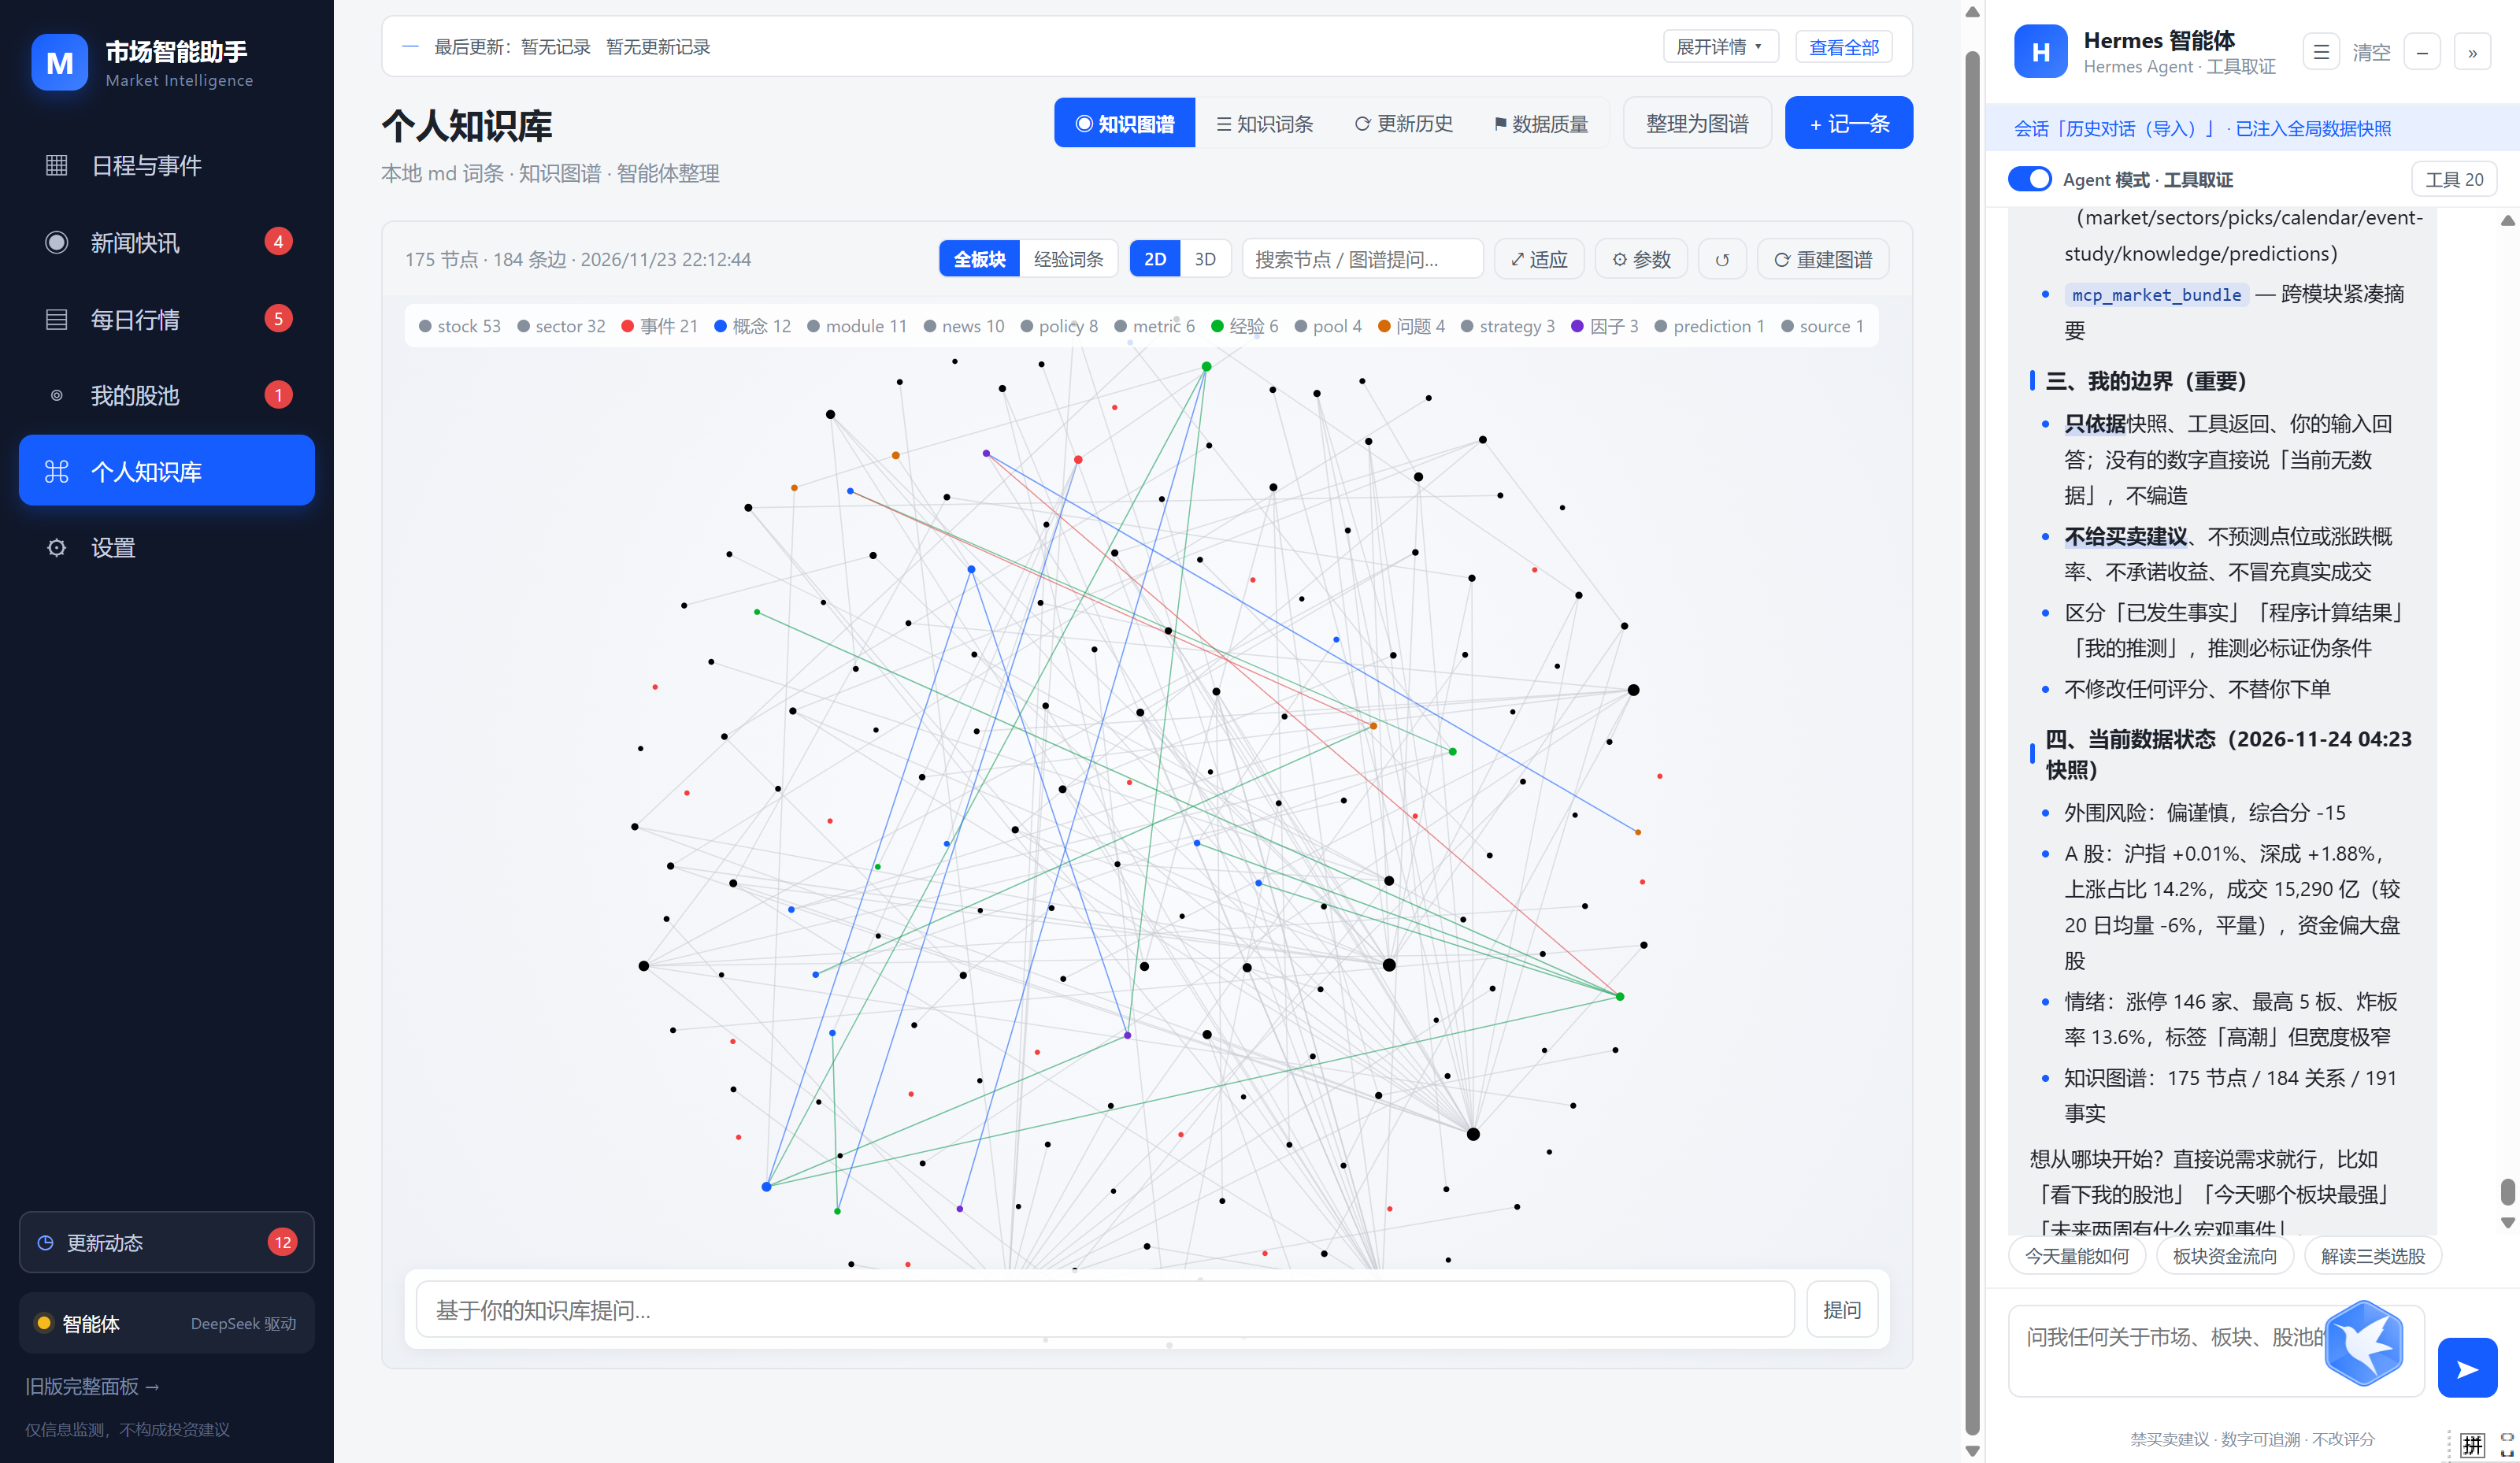 M
市场智能助手
Market Intelligence
日程与事件
新闻快讯 4
每日行情 5
我的股池 1
个人知识库
设置
更新动态 12
智能体 DeepSeek 驱动
旧版完整面板 →
仅信息监测，不构成投资建议
— 最后更新：暂无记录 暂无更新记录
展开详情 ▾ 查看全部
个人知识库
本地 md 词条 · 知识图谱 · 智能体整理
知识图谱 知识词条 更新历史 数据质量 整理为图谱 + 记一条
175 节点 · 184 条边 · 2026/11/23 22:12:44
全板块 经验词条 2D 3D 搜索节点 / 图谱提问... 适应 参数 重建图谱
stock 53 sector 32 事件 21 概念 12 module 11 news 10 policy 8 metric 6 经验 6 pool 4 问题 4 strategy 3 因子 3 prediction 1 source 1
基于你的知识库提问... 提问
H
Hermes 智能体
Hermes Agent · 工具取证
清空 – »
会话「历史对话（导入）」 · 已注入全局数据快照
Agent 模式 · 工具取证 工具 20
（market/sectors/picks/calendar/event-
study/knowledge/predictions）
mcp_market_bundle — 跨模块紧凑摘
要
三、我的边界（重要）
只依据快照、工具返回、你的输入回
答；没有的数字直接说「当前无数
据」，不编造
不给买卖建议、不预测点位或涨跌概
率、不承诺收益、不冒充真实成交
区分「已发生事实」「程序计算结果」
「我的推测」，推测必标证伪条件
不修改任何评分、不替你下单
四、当前数据状态（2026-11-24 04:23
快照）
外围风险：偏谨慎，综合分 -15
A 股：沪指 +0.01%、深成 +1.88%，
上涨占比 14.2%，成交 15,290 亿（较
20 日均量 -6%，平量），资金偏大盘
股
情绪：涨停 146 家、最高 5 板、炸板
率 13.6%，标签「高潮」但宽度极窄
知识图谱：175 节点 / 184 关系 / 191
事实
想从哪块开始？直接说需求就行，比如
「看下我的股池」「今天哪个板块最强」
「未来两周有什么宏观事件」
今天量能如何 板块资金流向 解读三类选股
问我任何关于市场、板块、股池的
禁买卖建议 · 数字可追溯 · 不改评分
拼